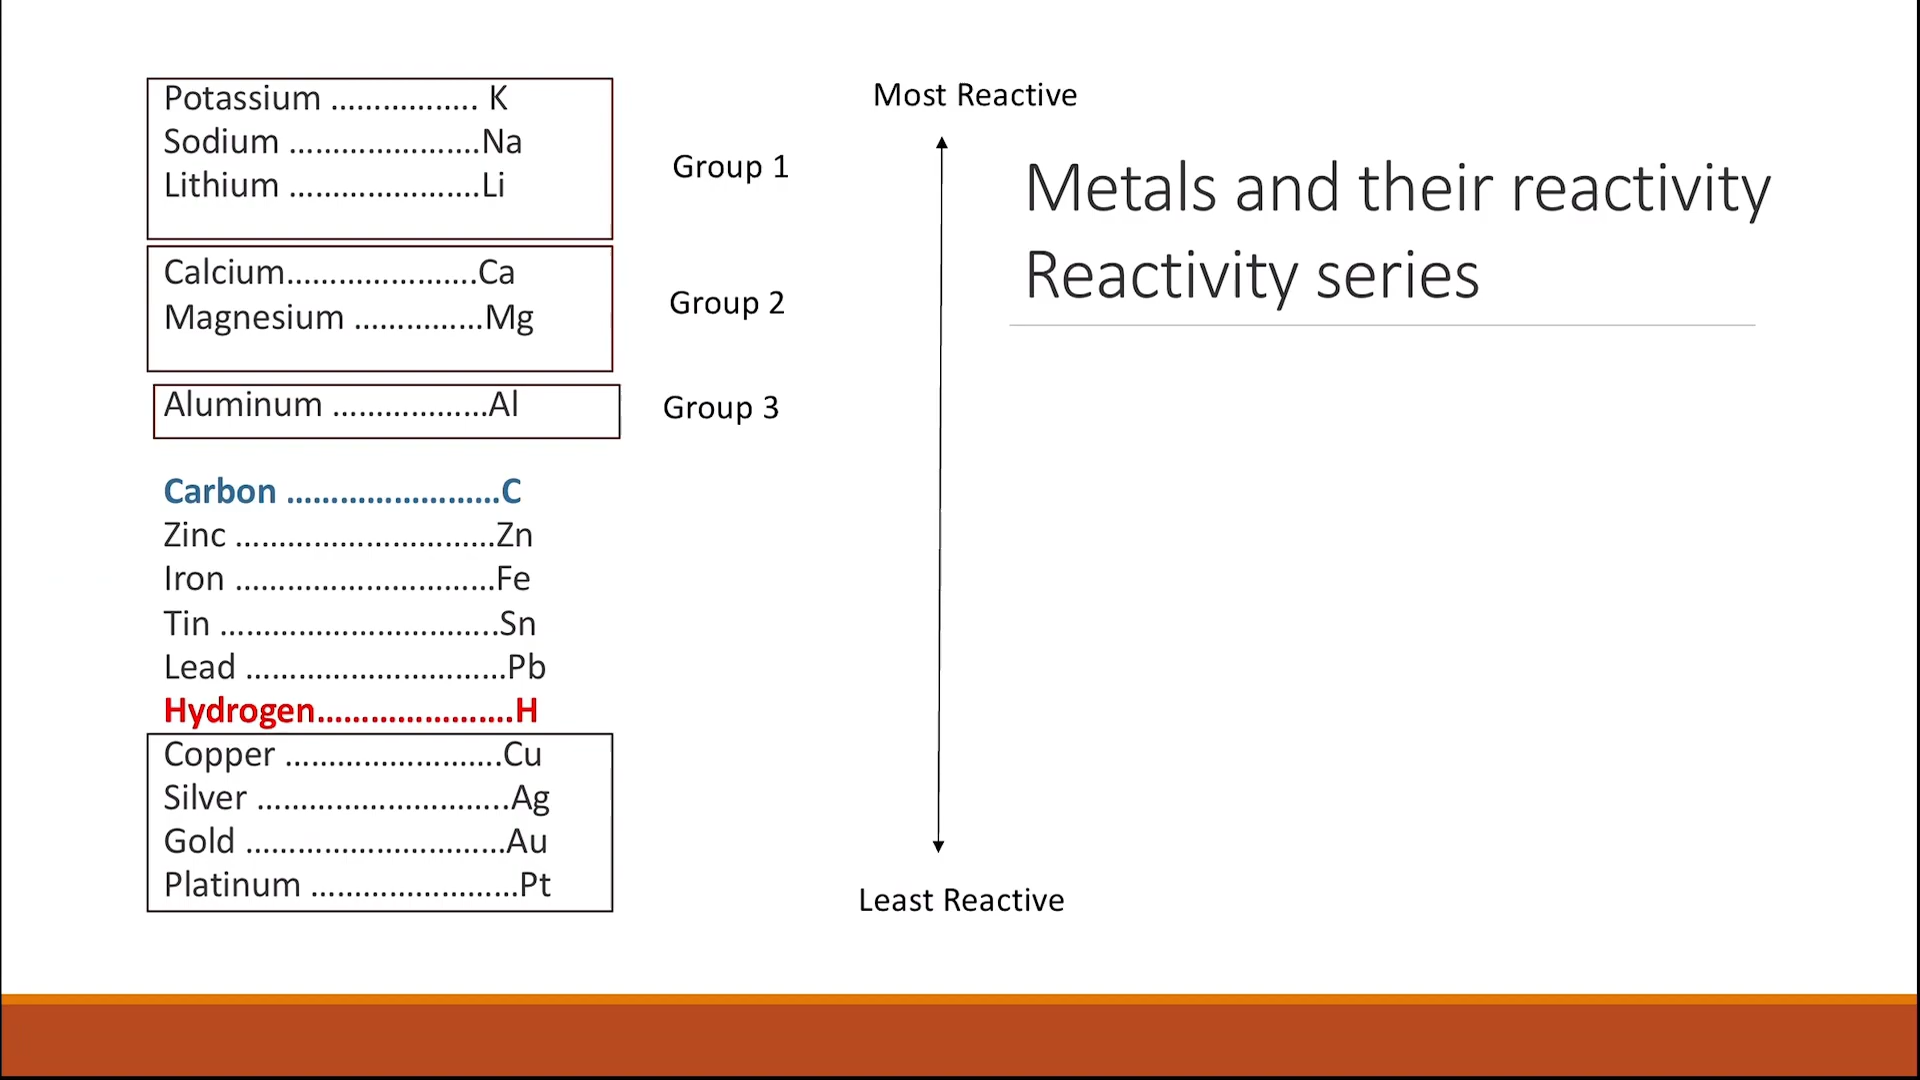 Potassium ................ K
Sodium ......................Na
Lithium ......................Li
Calcium......................Ca
Magnesium ...............Mg
Aluminum ..................Al
Carbon ........................C
Zinc ..............................Zn
Iron ..............................Fe
Tin ................................Sn
Lead ..............................Pb
Hydrogen......................H
Copper .........................Cu
Silver .............................Ag
Gold ..............................Au
Platinum ........................Pt
Group 1
Group 2
Group 3
Most Reactive
Least Reactive
Metals and their reactivity
Reactivity series